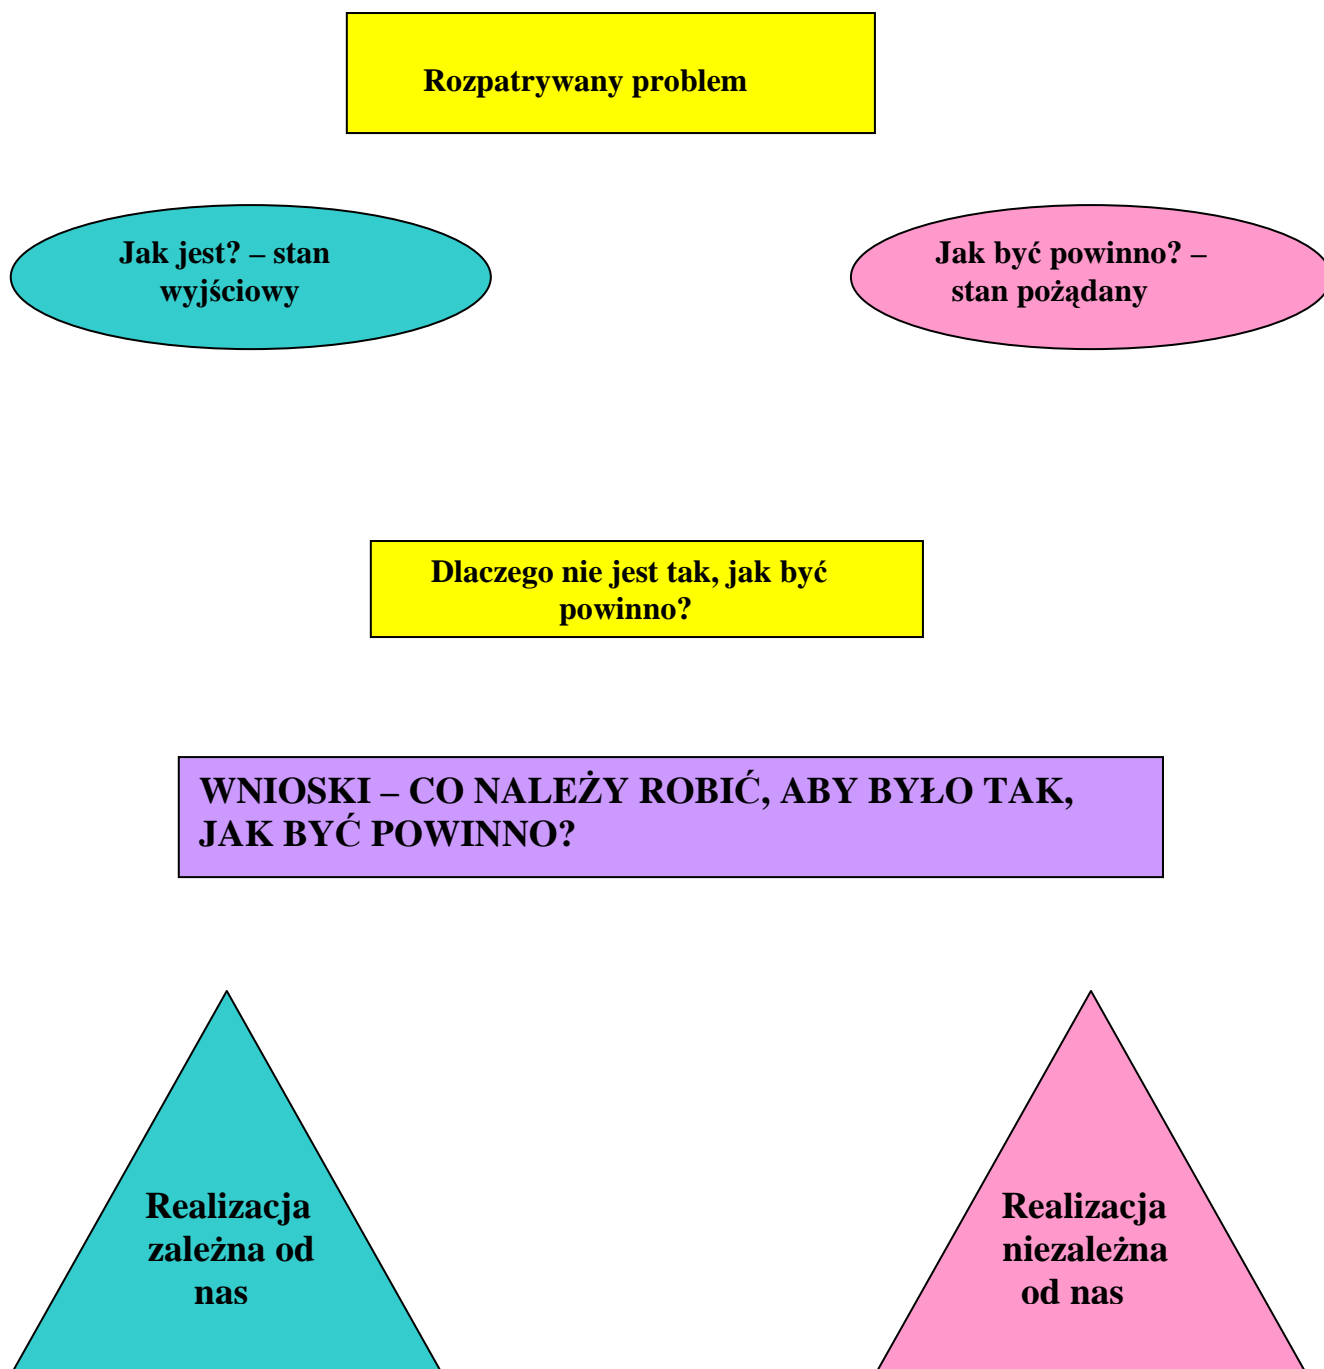 Rozpatrywany problem
Jak jest? – stan
wyjściowy
Jak być powinno? –
stan pożądany
Dlaczego nie jest tak, jak być
powinno?
WNIOSKI – CO NALEŻY ROBIĆ, ABY BYŁO TAK,
JAK BYĆ POWINNO?
Realizacja
zależna od
nas
Realizacja
niezależna
od nas